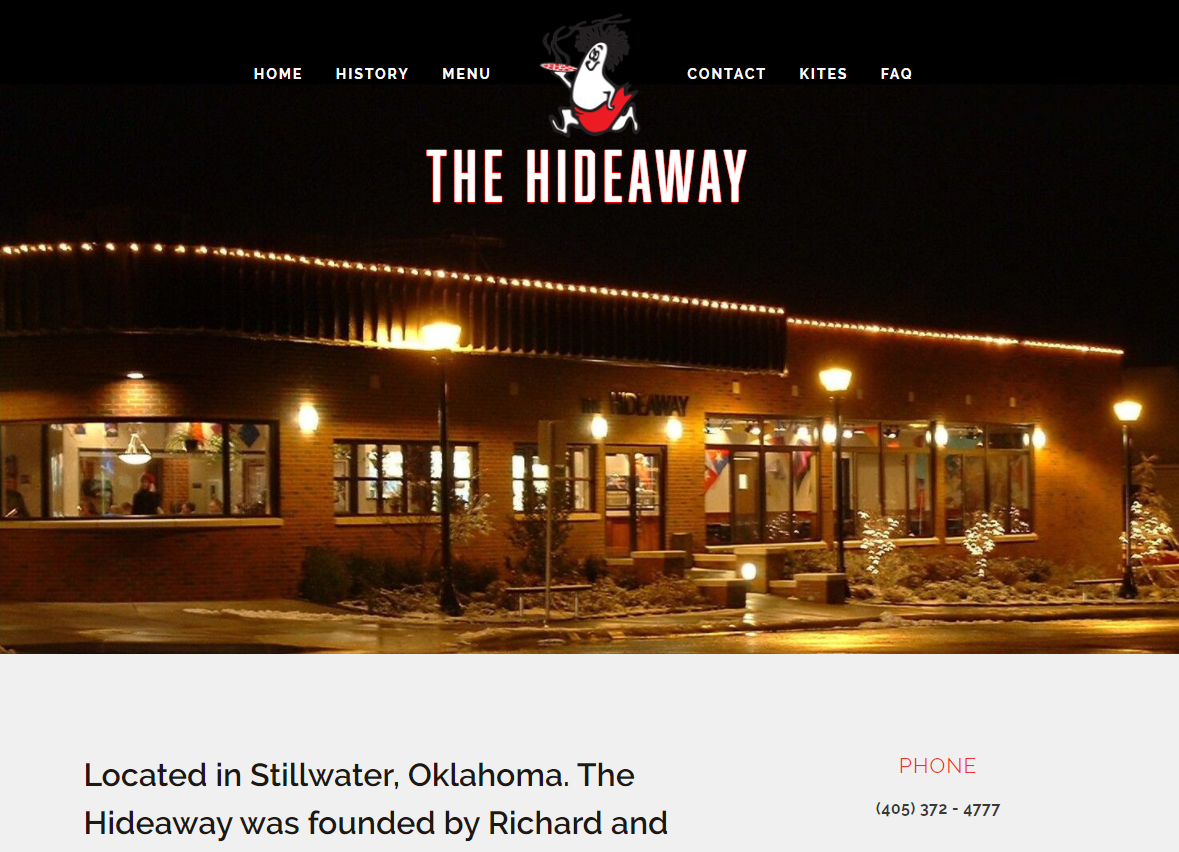 HOME HISTORY MENU CONTACT KITES FAQ
THE HIDEAWAY
THE HIDEAWAY
Located in Stillwater, Oklahoma. The
Hideaway was founded by Richard and
PHONE
(405) 372 - 4777